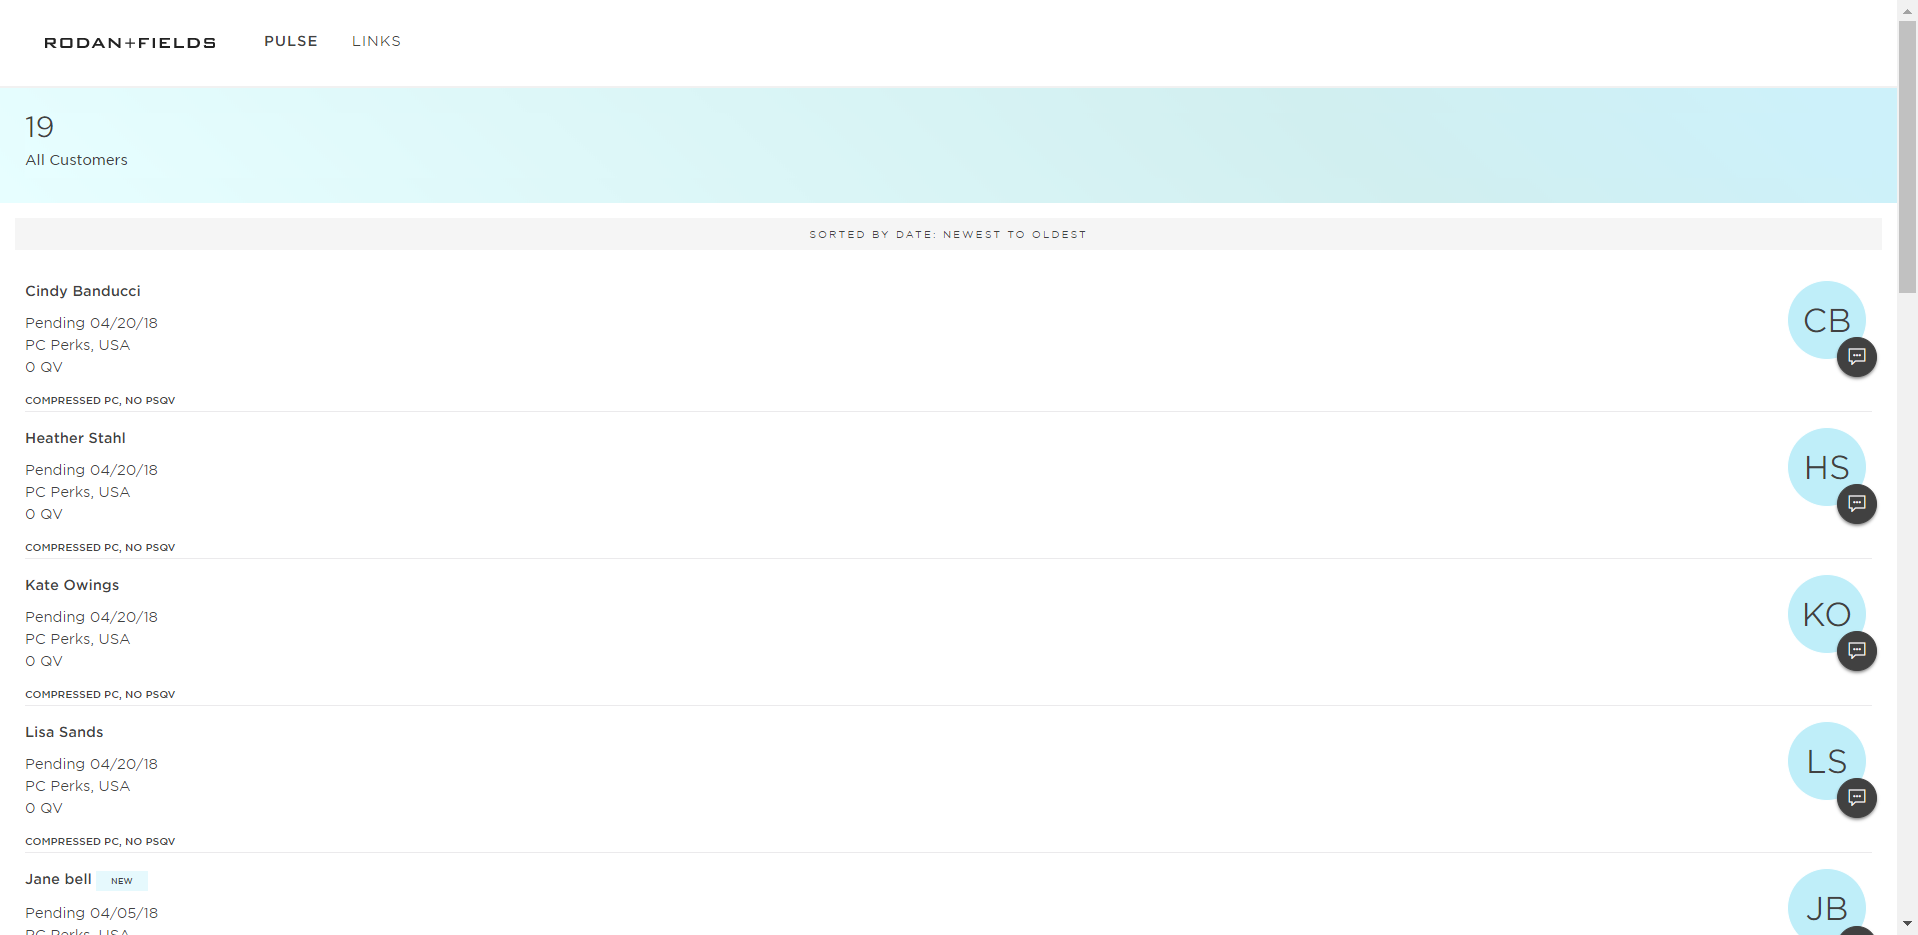 RODAN+FIELDS PULSE LINKS
19
All Customers
SORTED BY DATE: NEWEST TO OLDEST
Cindy Banducci
Pending 04/20/18
PC Perks, USA
0 QV
COMPRESSED PC, NO PSQV
CB
Heather Stahl
Pending 04/20/18
PC Perks, USA
0 QV
COMPRESSED PC, NO PSQV
HS
Kate Owings
Pending 04/20/18
PC Perks, USA
0 QV
COMPRESSED PC, NO PSQV
KO
Lisa Sands
Pending 04/20/18
PC Perks, USA
0 QV
COMPRESSED PC, NO PSQV
LS
Jane bell NEW
Pending 04/05/18
PC Perks, USA
JB